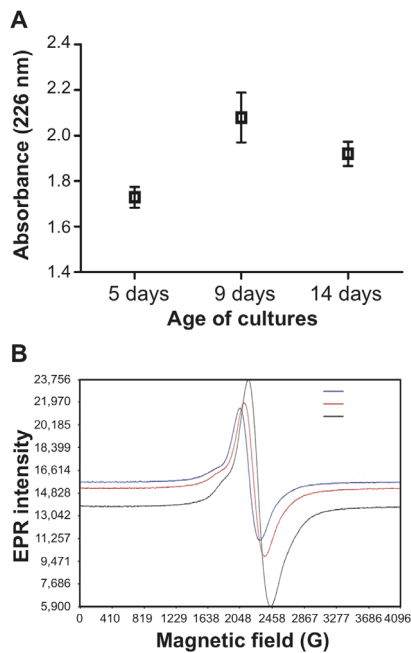 A
Absorbance (226 nm)
2.4
2.2
2.0
1.8
1.6
1.4
5 days 9 days 14 days
Age of cultures
B
EPR intensity
23,756
21,970
20,185
18,399
16,614
14,828
13,042
11,257
9,471
7,686
5,900
0 410 819 1229 1638 2048 2458 2867 3277 3686 4096
Magnetic field (G)